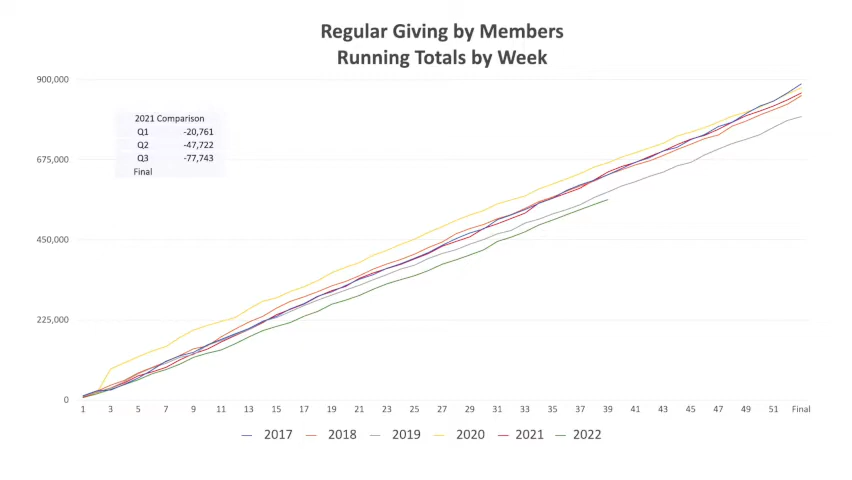 Regular Giving by Members
Running Totals by Week
900,000
2021 Comparison
Q1 -20,761
Q2 -47,722
Q3 -77,743
Final
675,000
450,000
225,000
0
1 3 5 7 9 11 13 15 17 19 21 23 25 27 29 31 33 35 37 39 41 43 45 47 49 51 Final
2017 2018 2019 2020 2021 2022